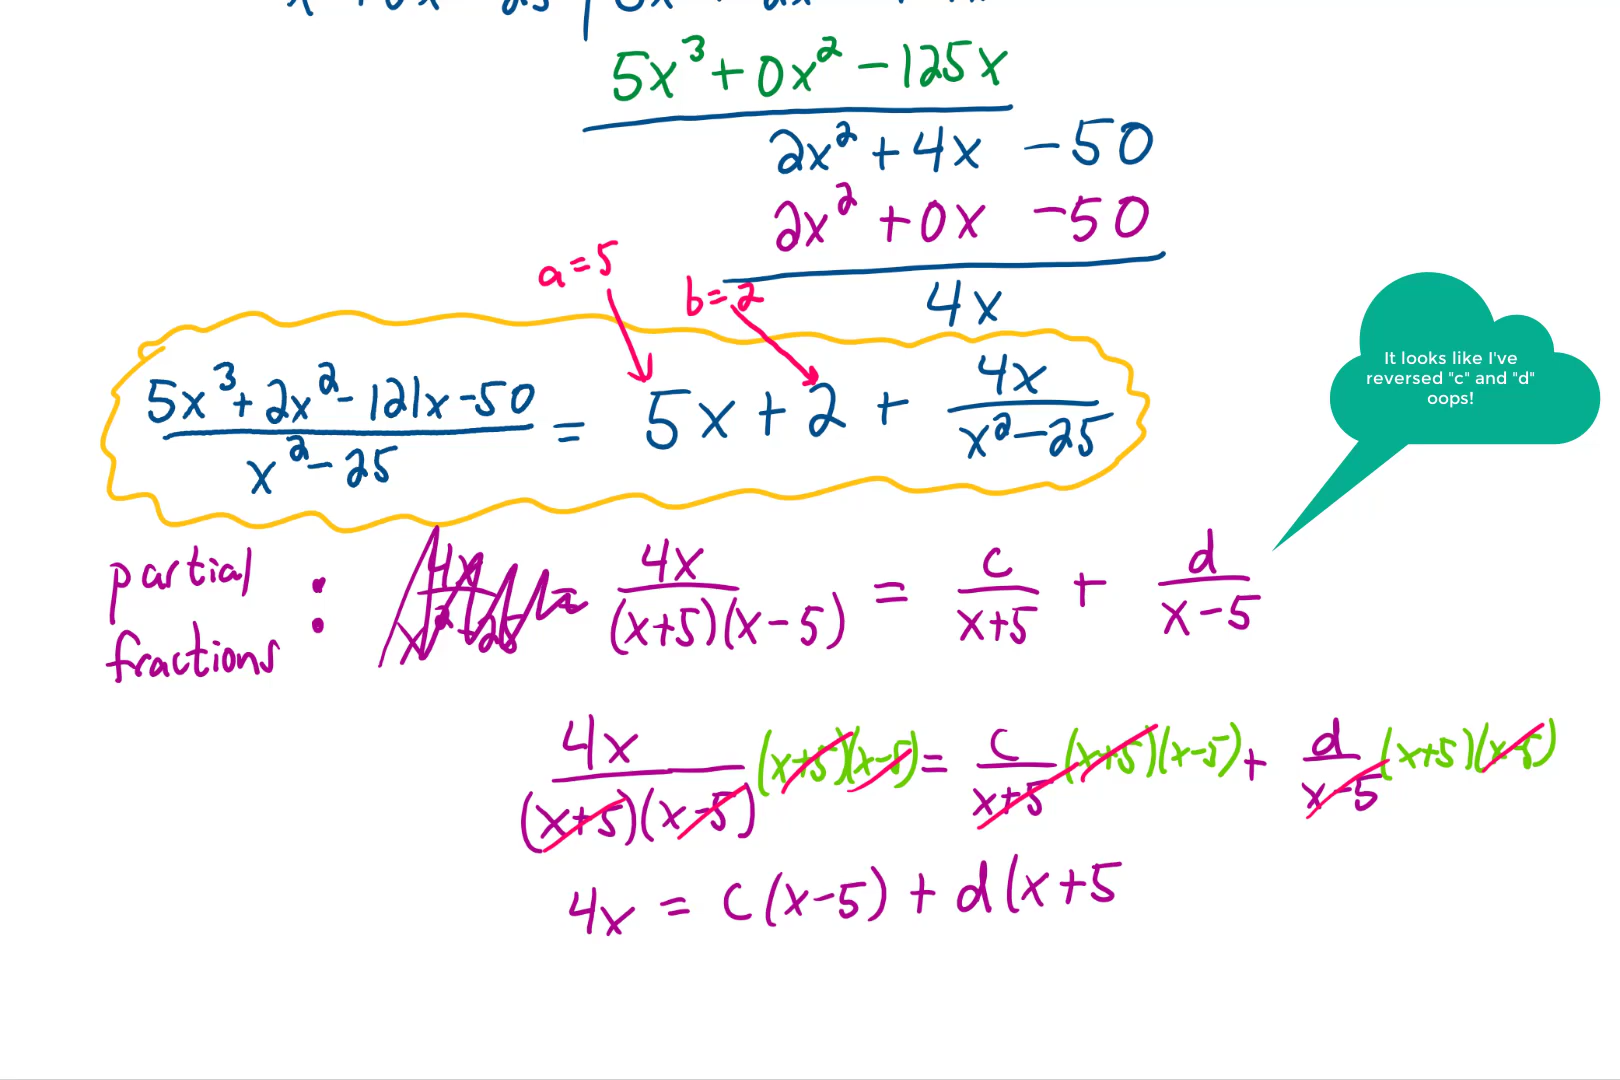 5x³ + 0x² - 125x
2x² + 4x - 50
2x² + 0x - 50
a = 5
b = 2
4x
(5x³ + 2x² - 121x - 50)/(x² - 25) = 5x + 2 + 4x/(x² - 25)
It looks like I've
reversed "c" and "d"
oops!
partial
fractions :
4x/((x+5)(x-5)) = c/(x+5) + d/(x-5)
4x/((x+5)(x-5)) (x+5)(x-5) = c/(x+5) (x+5)(x-5) + d/(x-5) (x+5)(x-5)
4x = c(x-5) + d(x+5